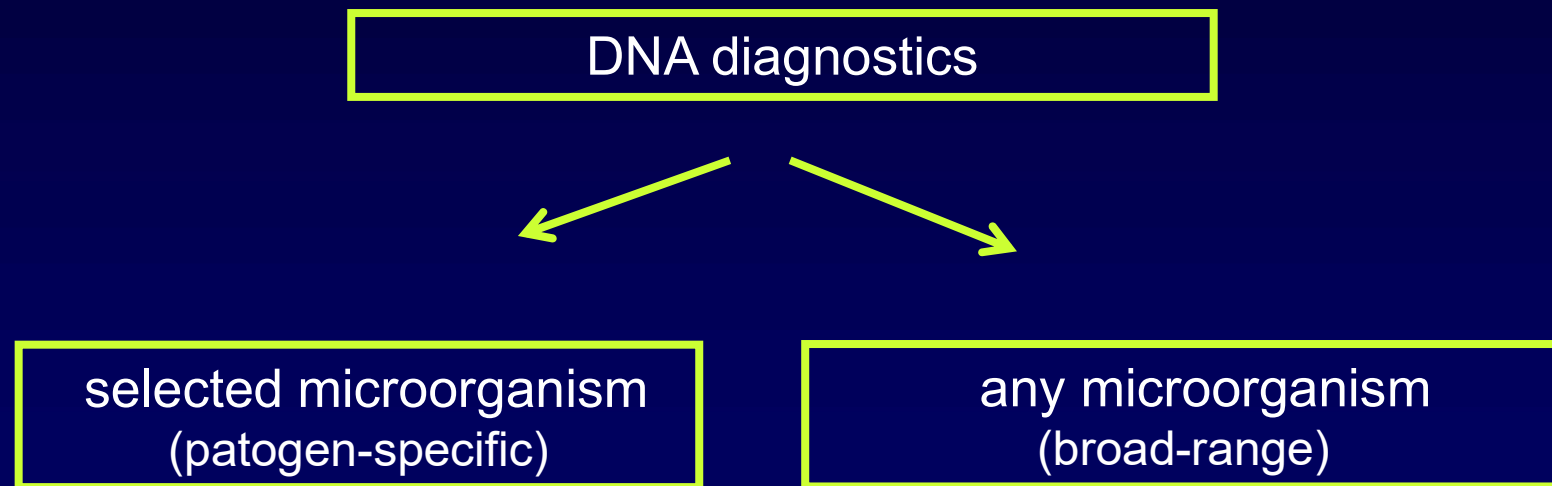 DNA diagnostics
selected microorganism
(patogen-specific)
any microorganism
(broad-range)